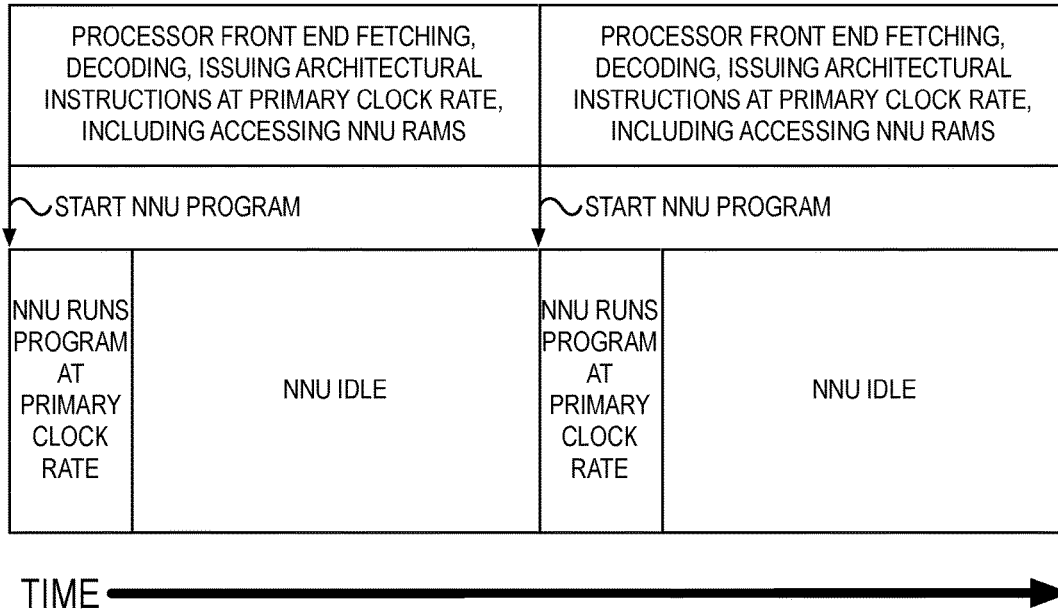 PROCESSOR FRONT END FETCHING,
DECODING, ISSUING ARCHITECTURAL
INSTRUCTIONS AT PRIMARY CLOCK RATE,
INCLUDING ACCESSING NNU RAMS
PROCESSOR FRONT END FETCHING,
DECODING, ISSUING ARCHITECTURAL
INSTRUCTIONS AT PRIMARY CLOCK RATE,
INCLUDING ACCESSING NNU RAMS
START NNU PROGRAM
START NNU PROGRAM
NNU RUNS
PROGRAM
AT
PRIMARY
CLOCK
RATE
NNU IDLE
NNU RUNS
PROGRAM
AT
PRIMARY
CLOCK
RATE
NNU IDLE
TIME